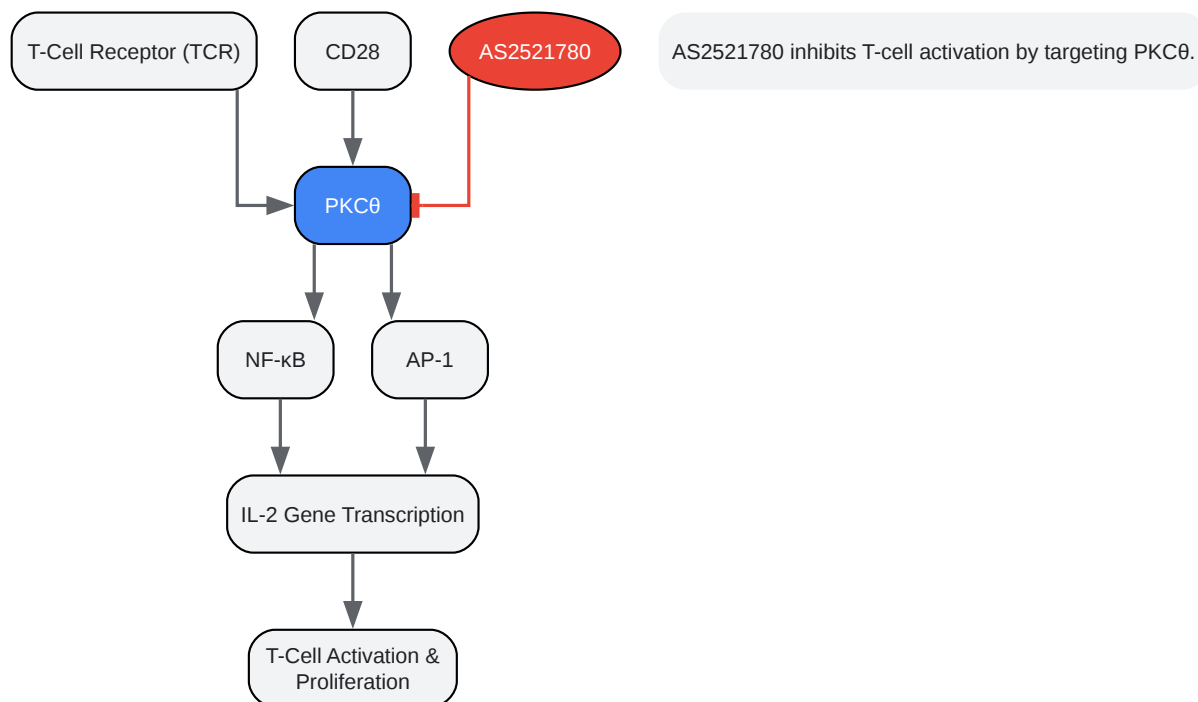 T-Cell Receptor (TCR)
CD28
AS2521780
AS2521780 inhibits T-cell activation by targeting PKCθ.
PKCθ
NF-κB
AP-1
IL-2 Gene Transcription
T-Cell Activation &
Proliferation